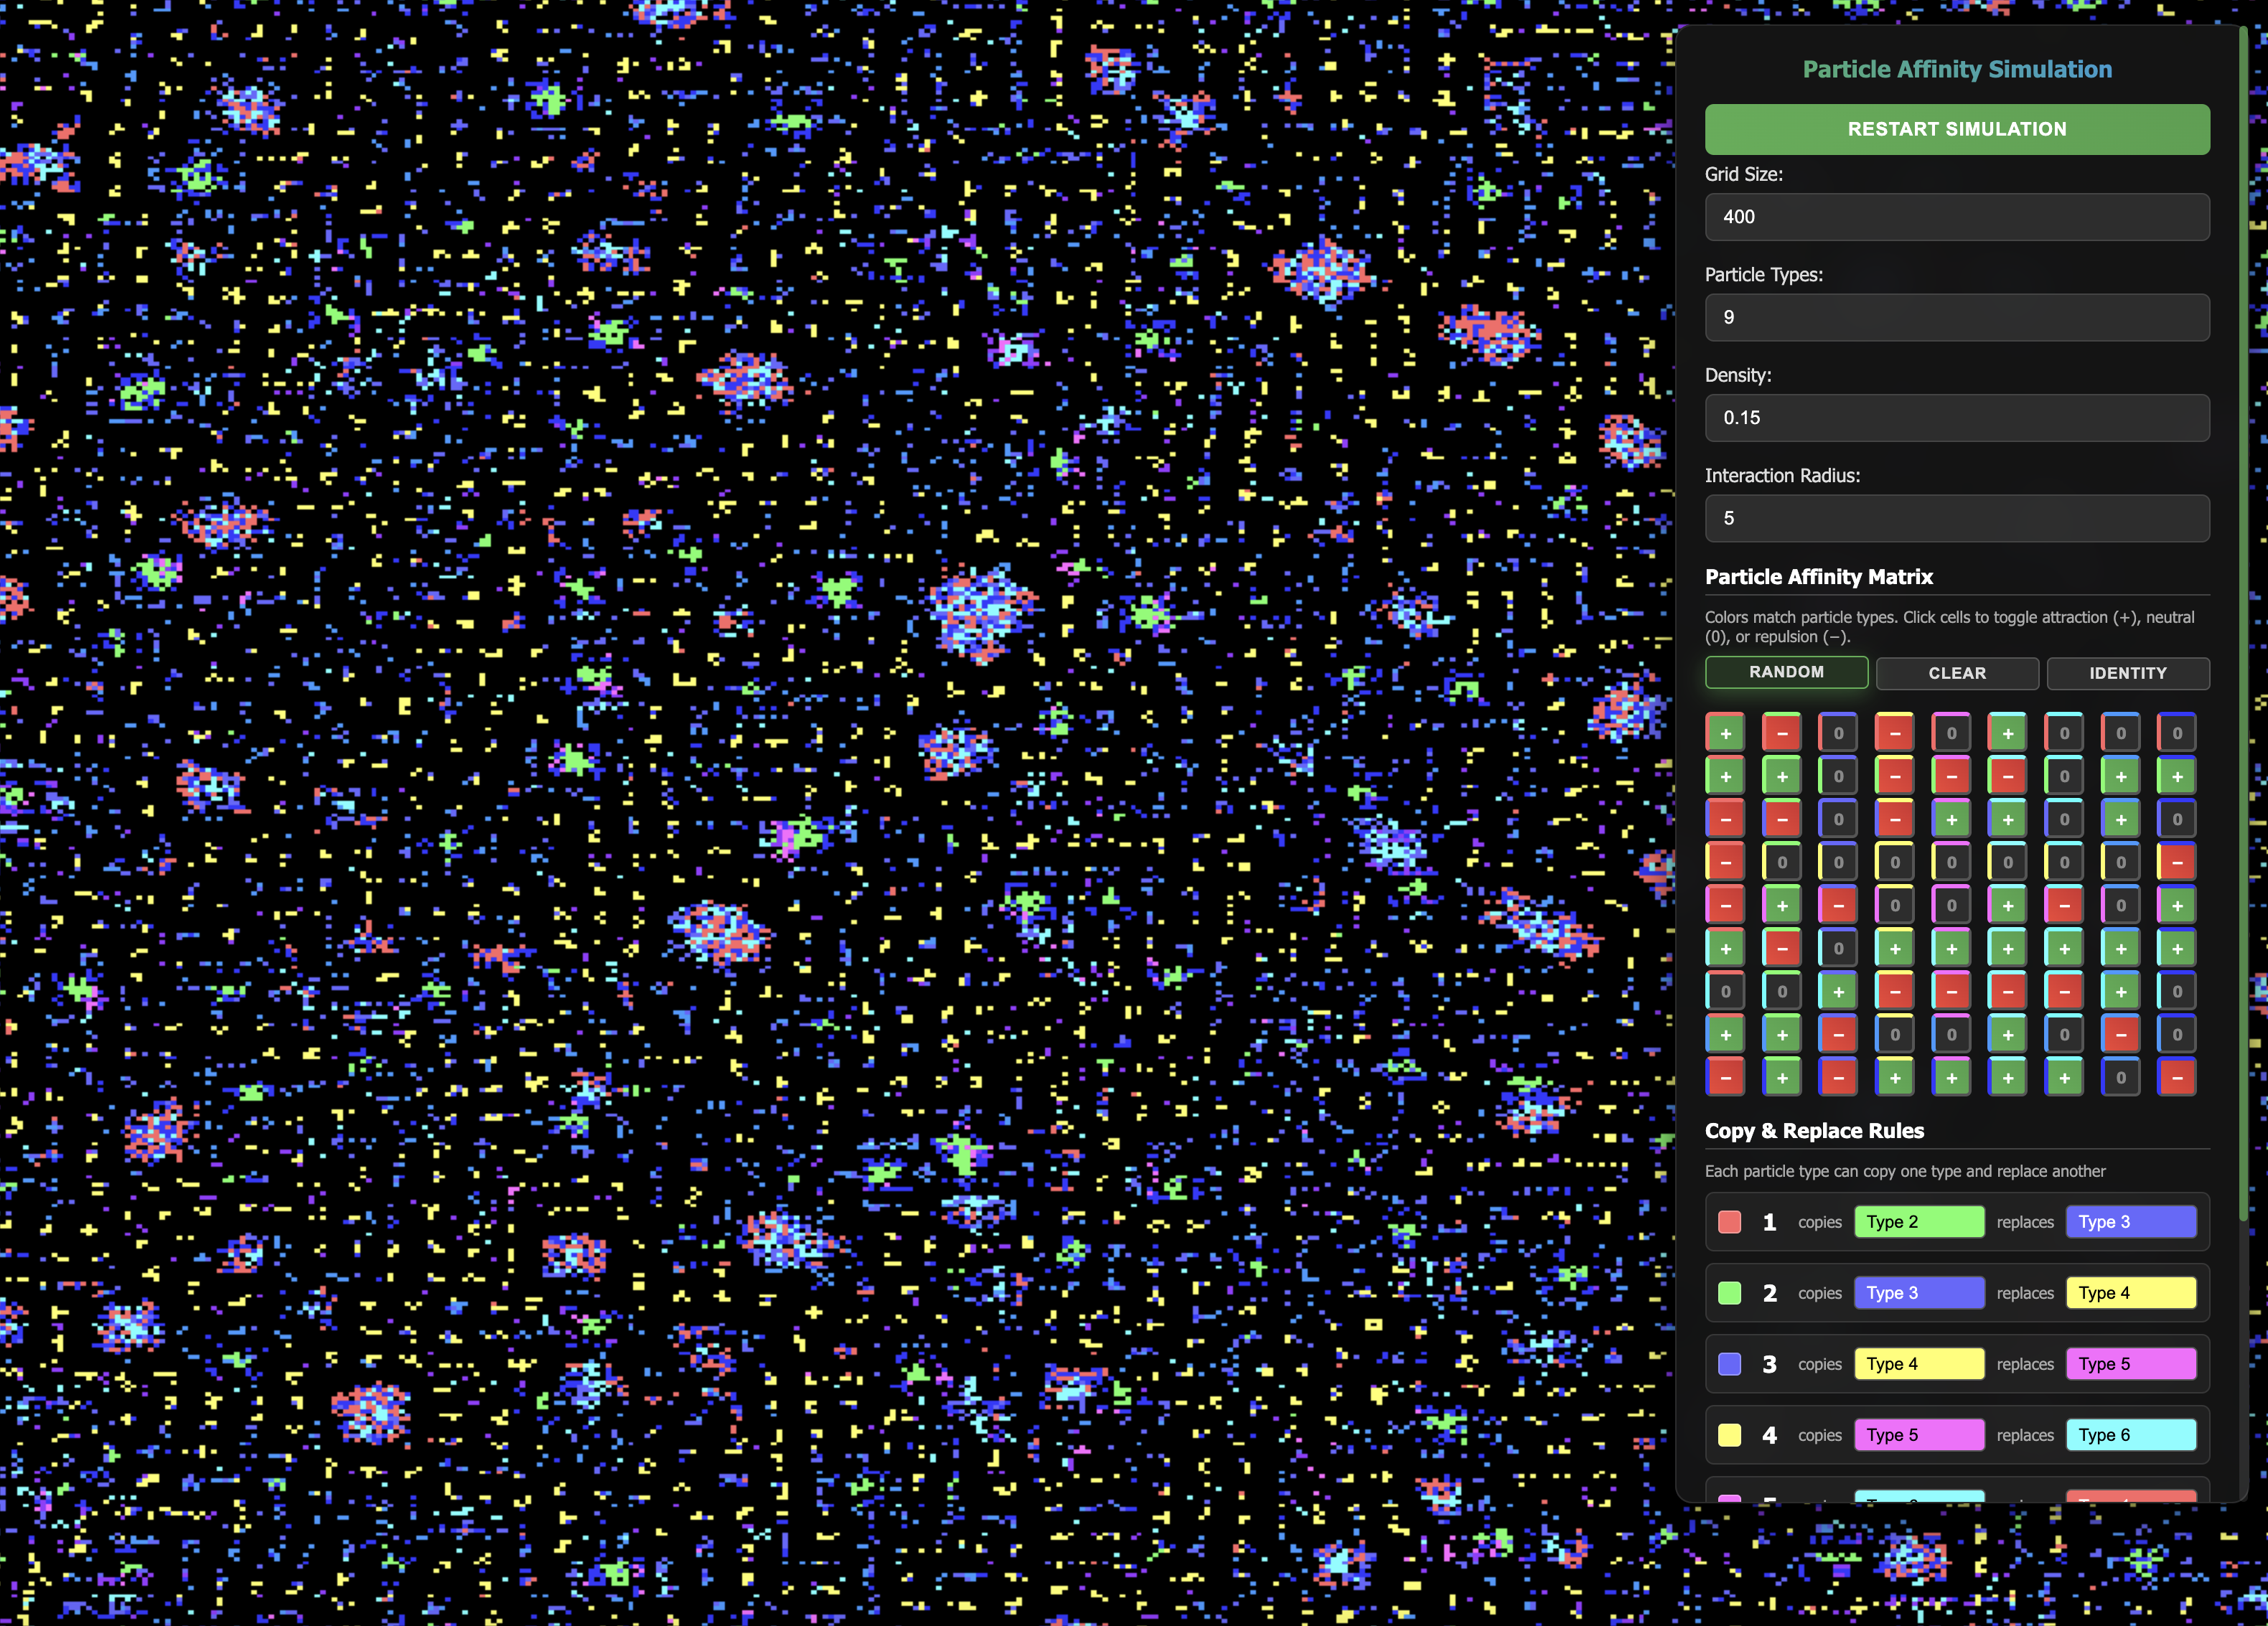 Particle Affinity Simulation
RESTART SIMULATION
Grid Size:
400
Particle Types:
9
Density:
0.15
Interaction Radius:
5
Particle Affinity Matrix
Colors match particle types. Click cells to toggle attraction (+), neutral
(0), or repulsion (−).
RANDOM CLEAR IDENTITY
+ − 0 − 0 + 0 0 0
+ + 0 − − − 0 + +
− − 0 − + + 0 + 0
− 0 0 0 0 0 0 0 −
− + − 0 0 + − 0 +
+ − 0 + + + + + +
0 0 + − − − − + 0
+ + − 0 0 + 0 − 0
− + − + + + + 0 −
Copy & Replace Rules
Each particle type can copy one type and replace another
1 copies Type 2 replaces Type 3
2 copies Type 3 replaces Type 4
3 copies Type 4 replaces Type 5
4 copies Type 5 replaces Type 6